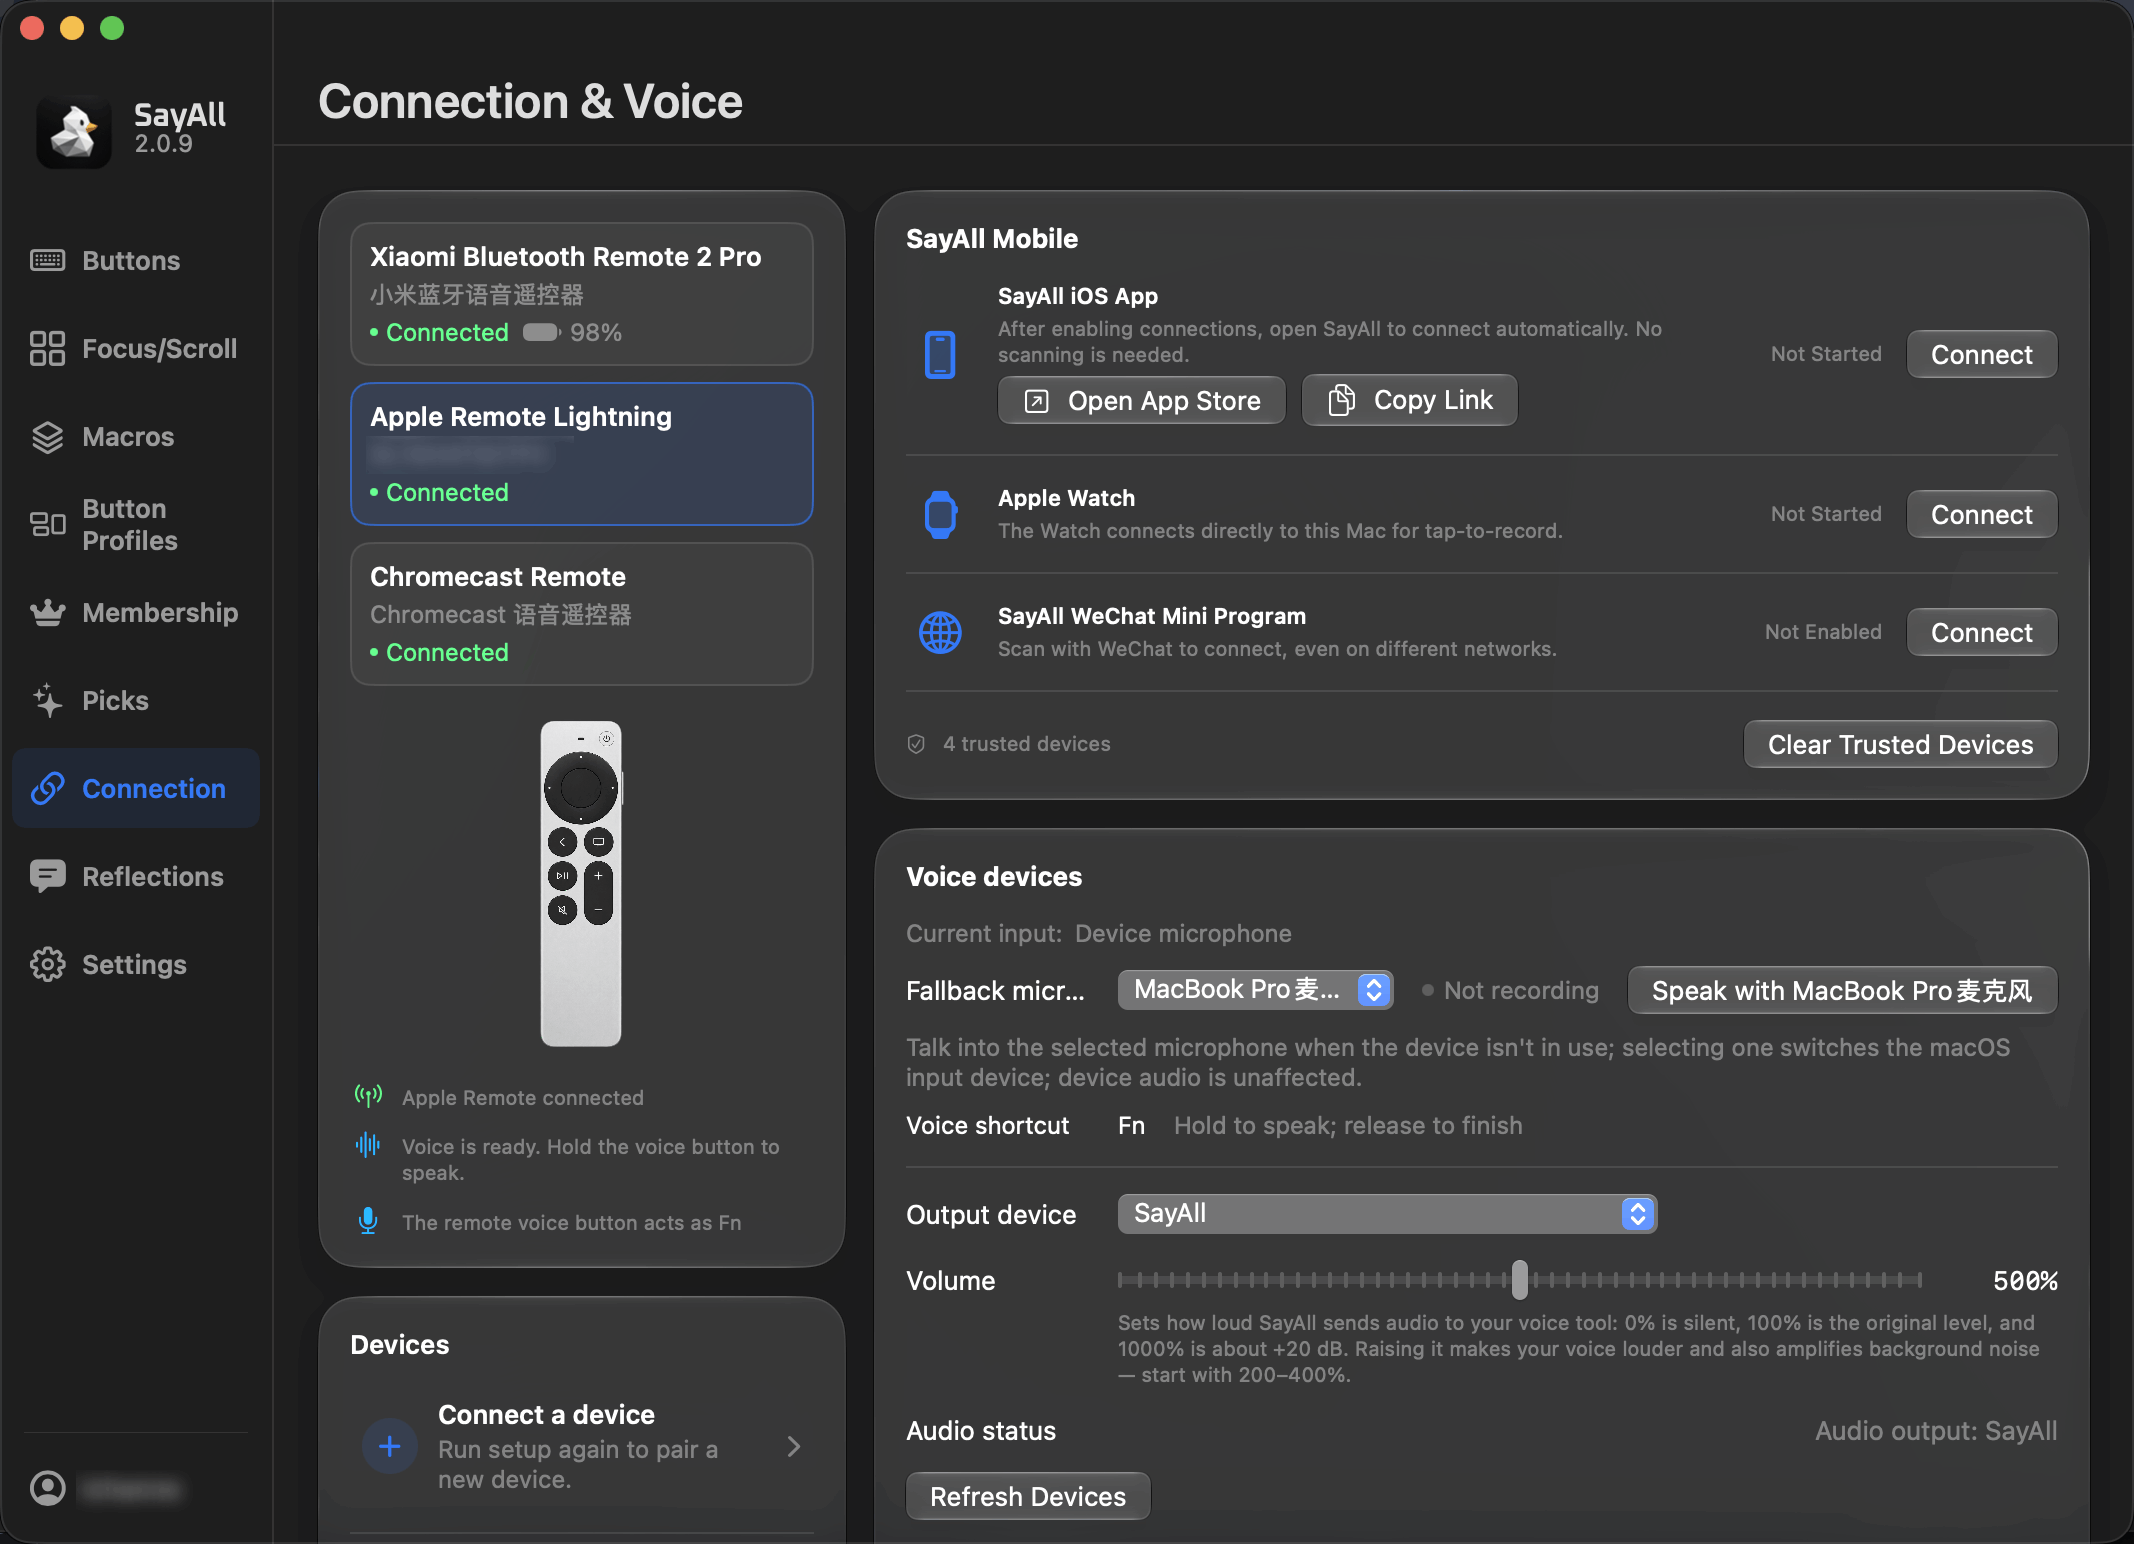 SayAll
2.0.9
Buttons
Focus/Scroll
Macros
Button
Profiles
Membership
Picks
Connection
Reflections
Settings
Connection & Voice
Xiaomi Bluetooth Remote 2 Pro
小米蓝牙语音遥控器
• Connected 98%
Apple Remote Lightning
• Connected
Chromecast Remote
Chromecast 语音遥控器
• Connected
Apple Remote connected
Voice is ready. Hold the voice button to
speak.
The remote voice button acts as Fn
Devices
Connect a device
Run setup again to pair a
new device.
SayAll Mobile
SayAll iOS App
After enabling connections, open SayAll to connect automatically. No
scanning is needed.
Not Started
Connect
Open App Store
Copy Link
Apple Watch
The Watch connects directly to this Mac for tap-to-record.
Not Started
Connect
SayAll WeChat Mini Program
Scan with WeChat to connect, even on different networks.
Not Enabled
Connect
4 trusted devices
Clear Trusted Devices
Voice devices
Current input: Device microphone
Fallback micr...
MacBook Pro麦...
Not recording
Speak with MacBook Pro麦克风
Talk into the selected microphone when the device isn't in use; selecting one switches the macOS
input device; device audio is unaffected.
Voice shortcut Fn Hold to speak; release to finish
Output device SayAll
Volume 500%
Sets how loud SayAll sends audio to your voice tool: 0% is silent, 100% is the original level, and
1000% is about +20 dB. Raising it makes your voice louder and also amplifies background noise
— start with 200–400%.
Audio status Audio output: SayAll
Refresh Devices